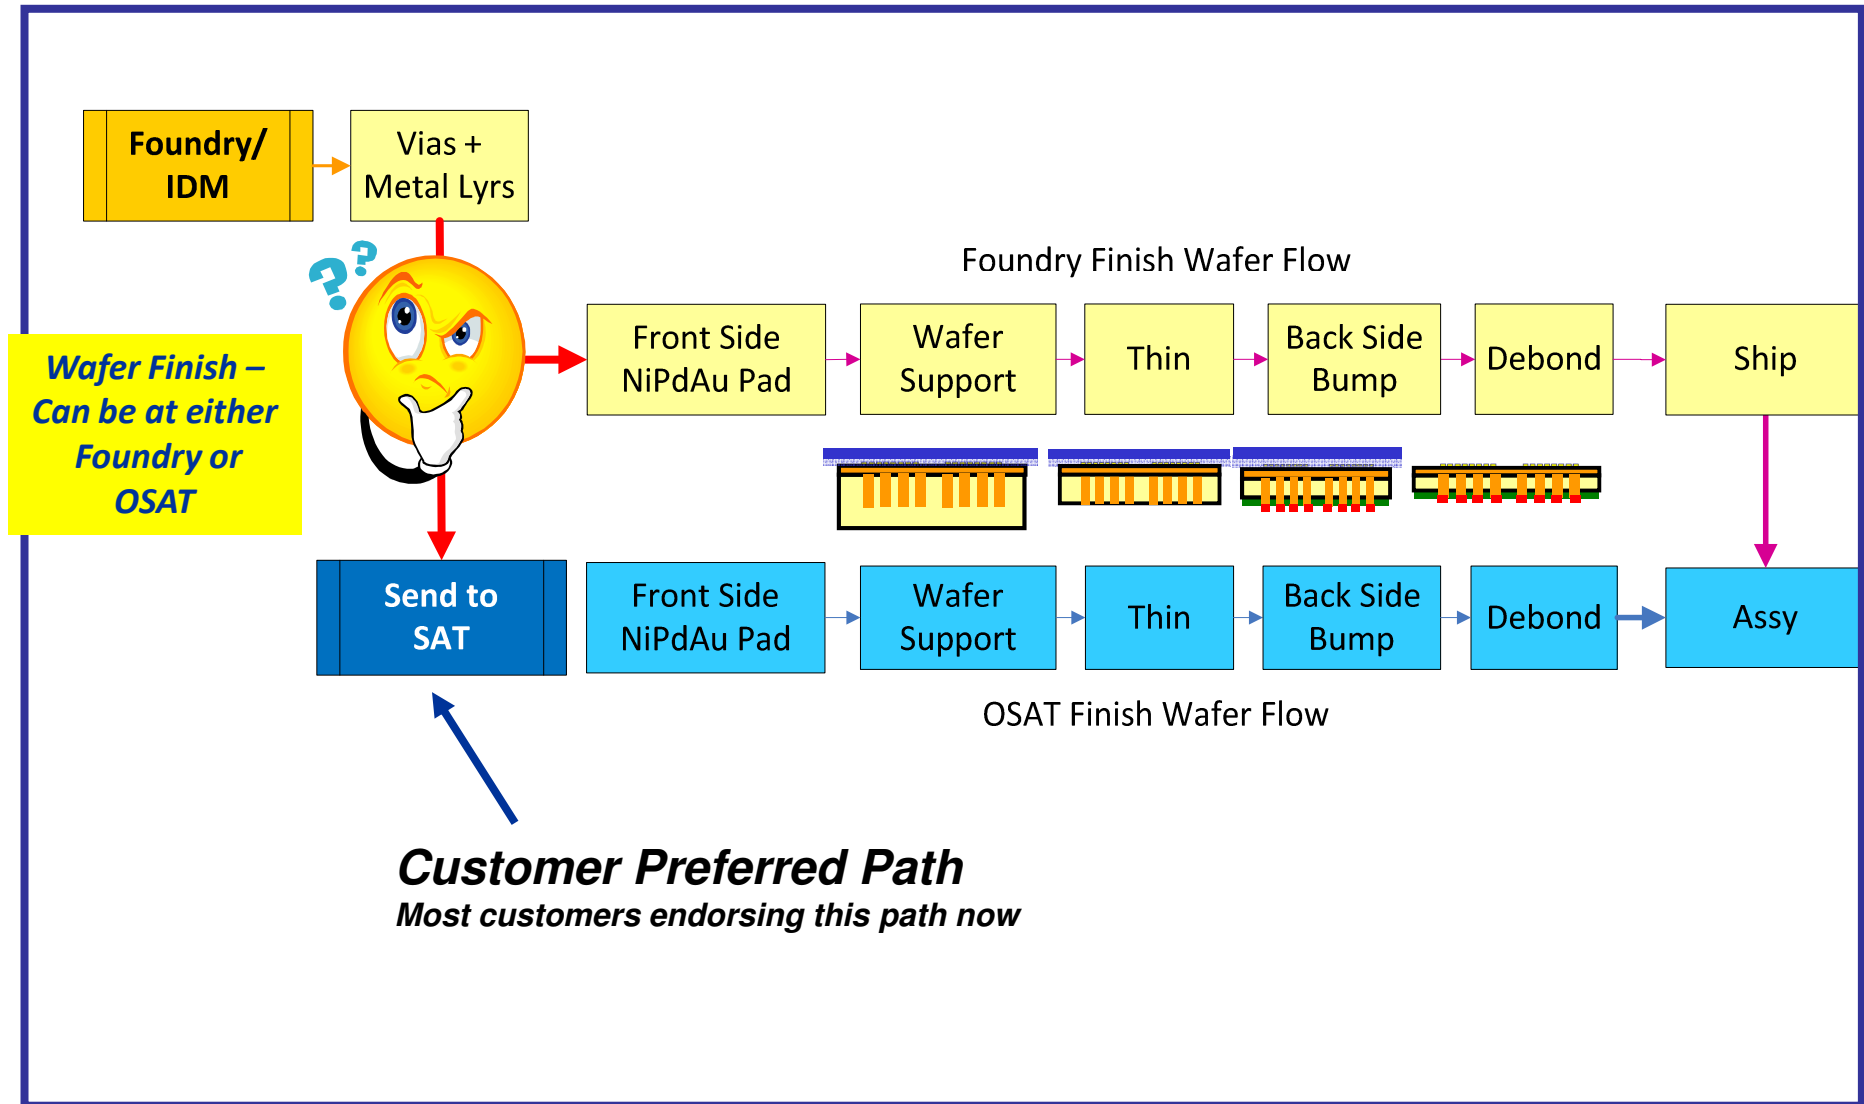 Foundry/
IDM
Vias +
Metal Lyrs
? ?
Foundry Finish Wafer Flow
Wafer Finish –
Can be at either
Foundry or
OSAT
Front Side
NiPdAu Pad
Wafer
Support
Thin
Back Side
Bump
Debond
Ship
Send to
SAT
Front Side
NiPdAu Pad
Wafer
Support
Thin
Back Side
Bump
Debond
Assy
OSAT Finish Wafer Flow
Customer Preferred Path
Most customers endorsing this path now